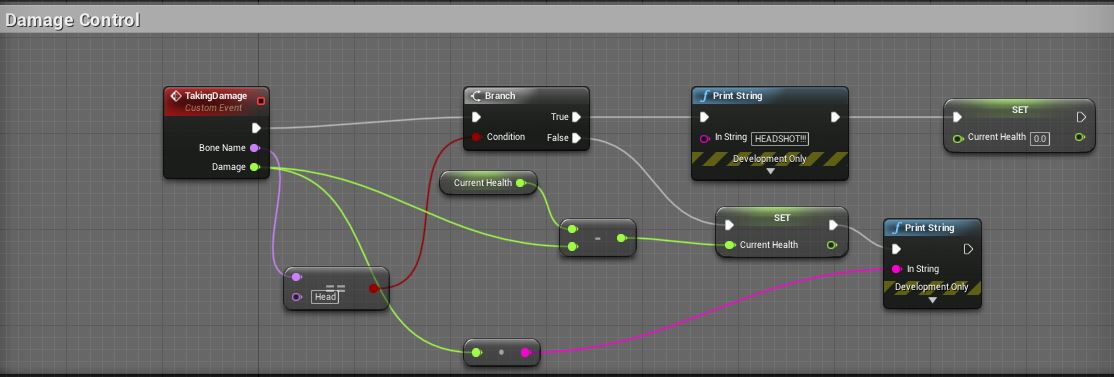 Damage Control
TakingDamage
Custom Event
Bone Name
Damage
Branch
True
Condition
False
Print String
In String HEADSHOT!!!
Development Only
SET
Current Health 0.0
Current Health
-
SET
Current Health
Print String
In String
Development Only
==
Head